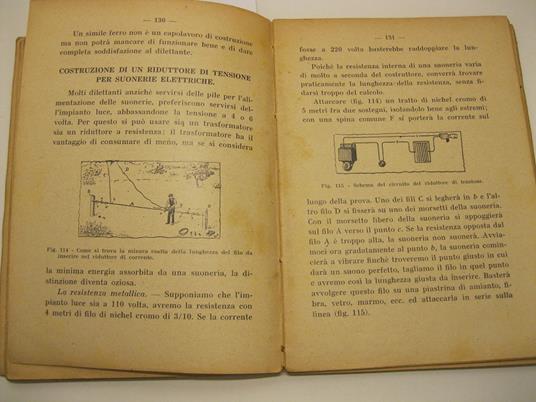 — 130 —
Un simile ferro non è un capolavoro di costruzione
ma non potrà mancare di funzionare bene e di dare
completa soddisfazione al dilettante.
COSTRUZIONE DI UN RIDUTTORE DI TENSIONE
PER SUONERIE ELETTRICHE.
Molti dilettanti anziché servirsi delle pile per l'ali-
mentazione delle suonerie, preferiscono servirsi del-
l'impianto luce, abbassandone la tensione a 4 o 6
volta. Per questo si può usare sia un trasformatore
sia un riduttore a resistenza: il trasformatore ha il
vantaggio di consumare di meno, ma se si considera
Fig. 114 - Come si trova la misura esatta della lunghezza del filo da
inserire nel riduttore di corrente.
la minima energia assorbita da una suoneria, la di-
stinzione diventa oziosa.
La resistenza metallica. — Supponiamo che l'im-
pianto luce sia a 110 volta, avremo la resistenza con
4 metri di filo di nichel cromo di 3/10. Se la corrente
— 131 —
fosse a 220 volta basterebbe raddoppiare la lun-
ghezza.
Poichè la resistenza interna di una suoneria varia
di molto a seconda del costruttore, converrà trovare
praticamente la lunghezza della resistenza, senza fi-
darsi troppo del calcolo.
Attaccare (fig. 114) un tratto di nichel cromo di
5 metri fra due sostegni, isolandolo bene agli estremi;
con una spina comune F si porterà la corrente sul
Fig. 115 - Schema del circuito del riduttore di tensione.
luogo della prova. Uno dei fili C si legherà in b e l'al-
tro filo D si fisserà su uno dei morsetti della suoneria.
Con il morsetto libero della suoneria si appoggerà
sul filo A verso il punto c. Se la resistenza opposta dal
filo A è troppo alta, la suoneria non suonerà. Avvia-
moci ora gradatamente al punto b, la suoneria comin-
cierà a vibrare finchè troveremo il punto giusto in cui
darà un suono perfetto, tagliamo il filo in quel punto
e avremo così la lunghezza giusta da inserire. Basterà
avvolgere questo filo su una piastrina di amianto, fi-
bra, vetro, marmo, ecc. ed attaccarla in serie sulla
linea (fig. 115).